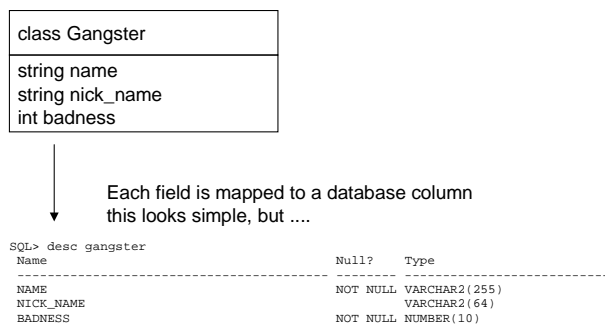 class Gangster
string name
string nick_name
int badness
Each field is mapped to a database column
this looks simple, but ....
SQL> desc gangster
Name Null? Type
----------------------------------------- -------- ----------------------------
NAME NOT NULL VARCHAR2(255)
NICK_NAME VARCHAR2(64)
BADNESS NOT NULL NUMBER(10)